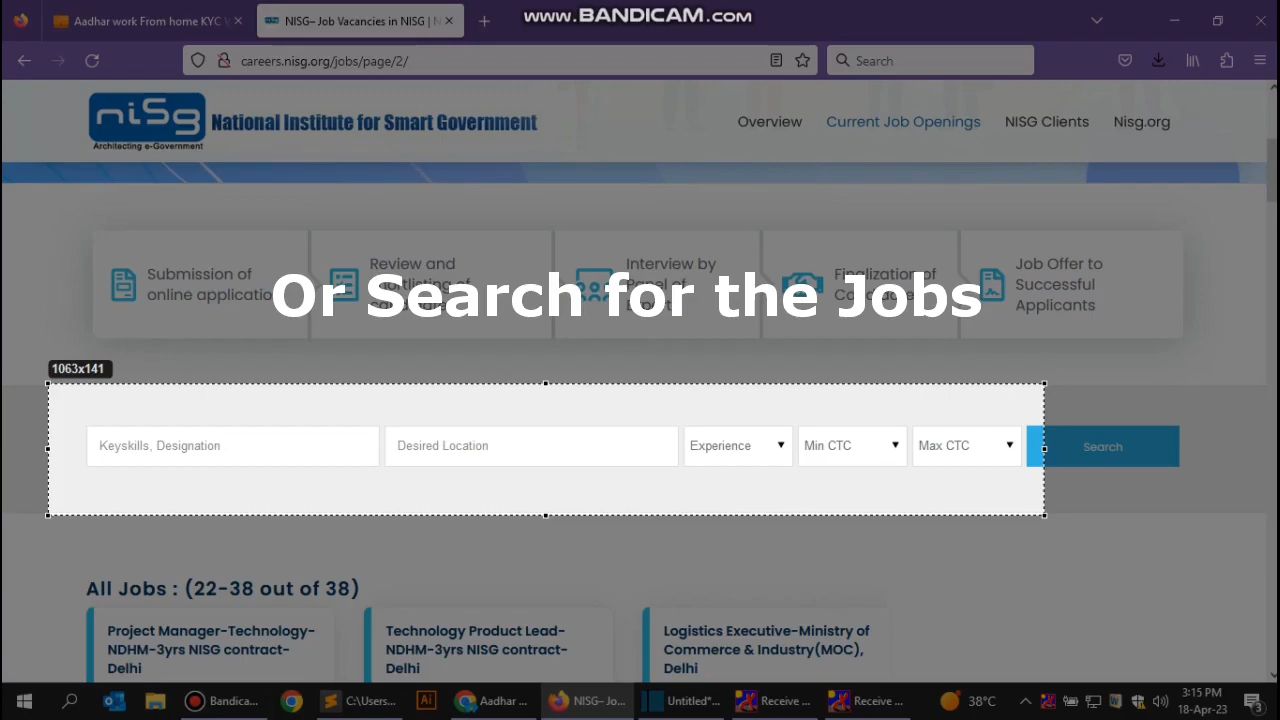 www.BANDICAM.com
Aadhar work From home KYC
NISG– Job Vacancies in NISG |
careers.nisg.org/jobs/page/2/
Search
niSg
Architecting e-Government
National Institute for Smart Government
Overview
Current Job Openings
NISG Clients
Nisg.org
Submission of
online applicatio
Review and
Interview by
Finalization of
Job Offer to
Successful
Applicants
Or Search for the Jobs
1063x141
Keyskills, Designation
Desired Location
Experience
Min CTC
Max CTC
Search
All Jobs : (22-38 out of 38)
Project Manager-Technology-
NDHM-3yrs NISG contract-
Delhi
Technology Product Lead-
NDHM-3yrs NISG contract-
Delhi
Logistics Executive-Ministry of
Commerce & Industry(MOC),
Delhi
Bandica...
C:\Users...
Ai
Aadhar ...
NISG– Jo...
Untitled*...
Receive ...
Receive ...
38°C
3:15 PM
18-Apr-23
3